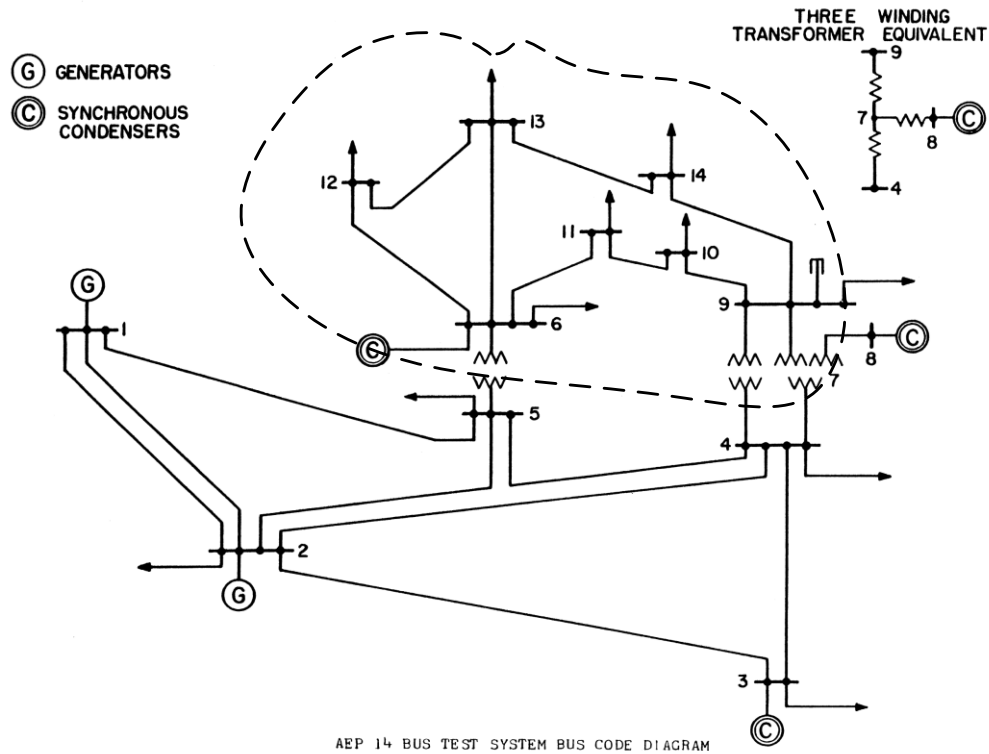 THREE WINDING
TRANSFORMER EQUIVALENT
9
7
C
8
4
G GENERATORS
C SYNCHRONOUS
CONDENSERS
13
12
14
11
10
G
9
1
6
C
8
C
7
5
4
2
G
3
C
AEP 14 BUS TEST SYSTEM BUS CODE DIAGRAM